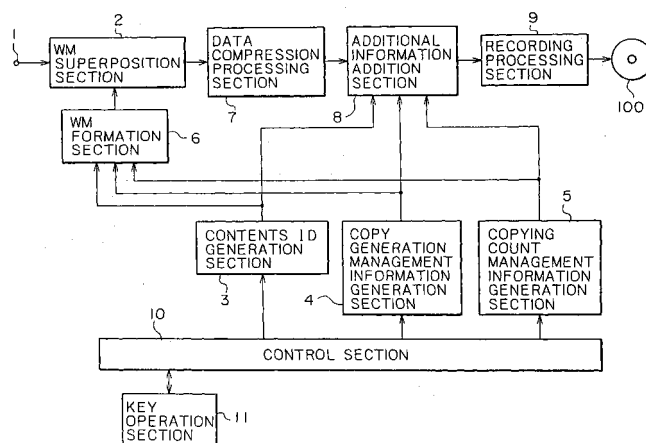 1
2
WM
SUPERPOSITION
SECTION
DATA
COMPRESSION
PROCESSING
SECTION
7
ADDITIONAL
INFORMATION
ADDITION
SECTION
8
9
RECORDING
PROCESSING
SECTION
100
WM
FORMATION
SECTION
6
CONTENTS ID
GENERATION
SECTION
3
COPY
GENERATION
MANAGEMENT
INFORMATION
GENERATION
SECTION
4
5
COPYING
COUNT
MANAGEMENT
INFORMATION
GENERATION
SECTION
10
CONTROL SECTION
KEY
OPERATION
SECTION
11